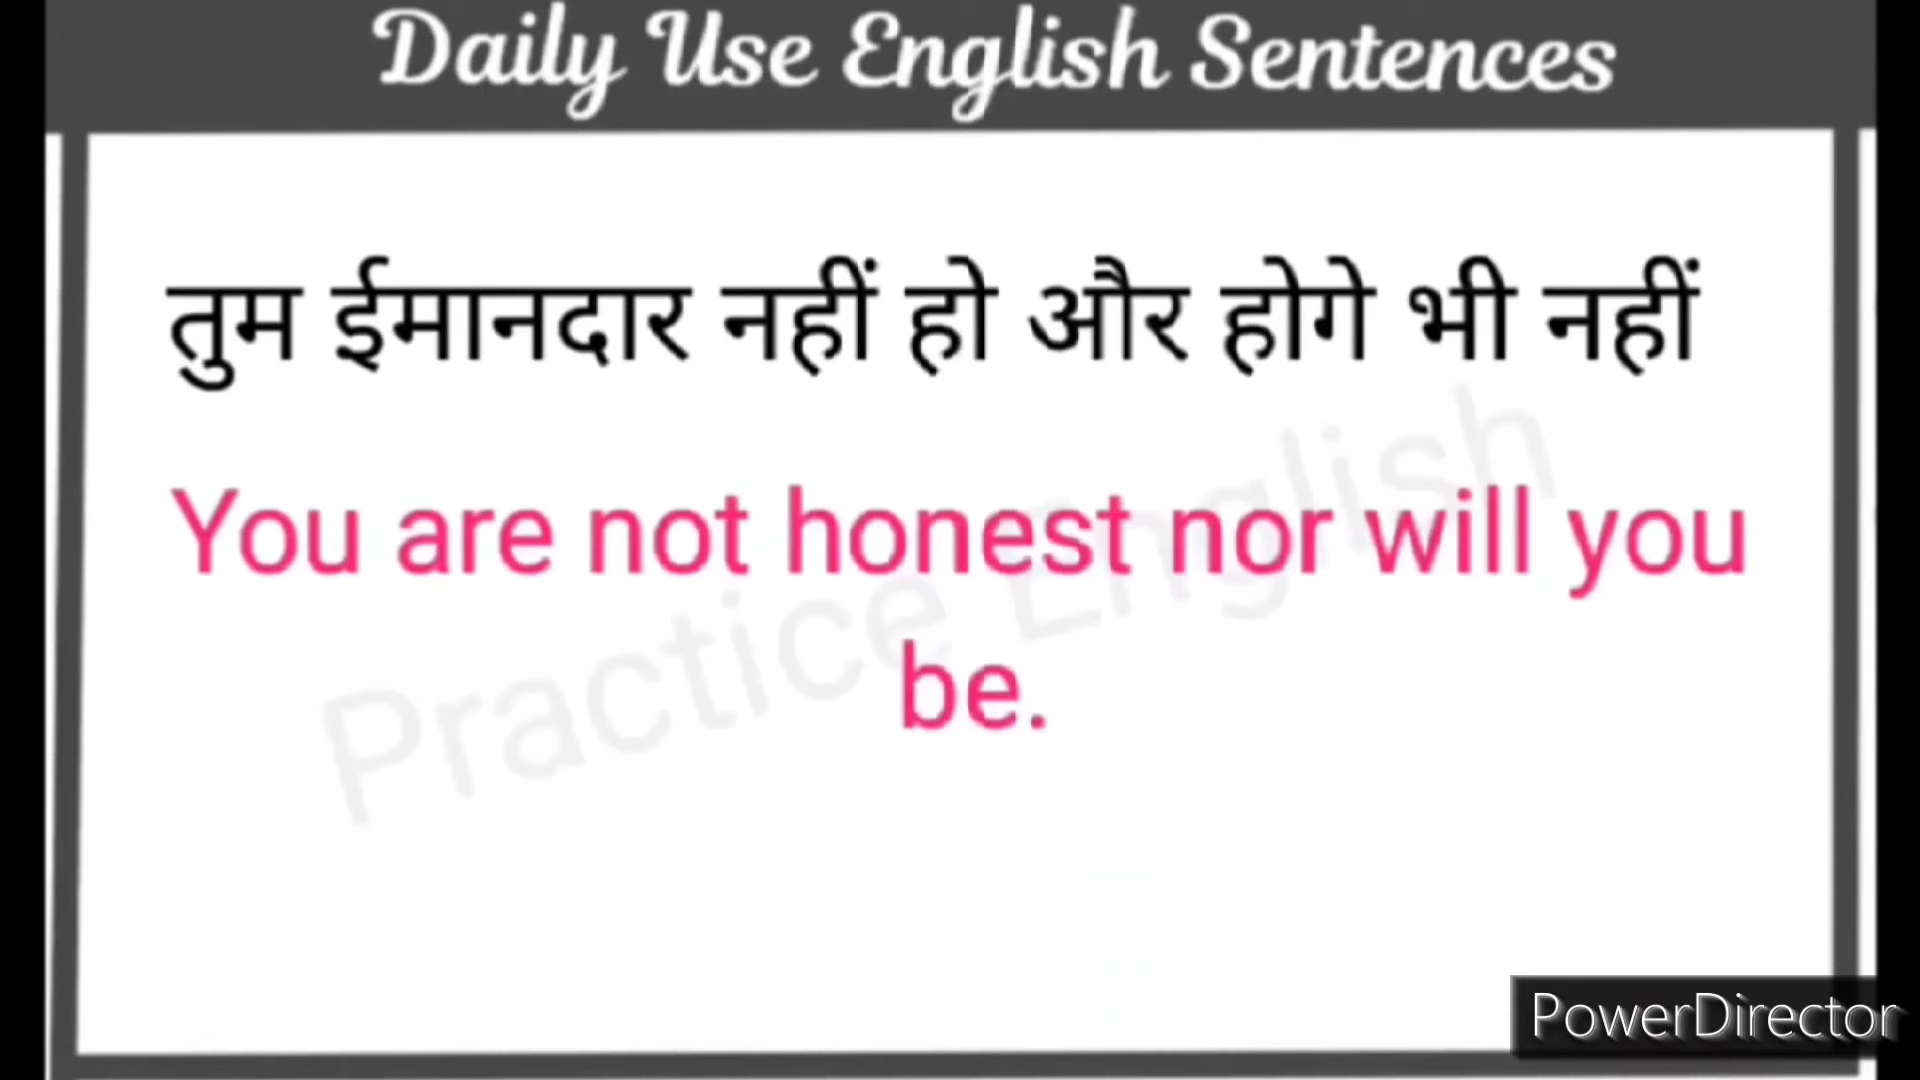 Daily Use English Sentences
तुम ईमानदार नहीं हो और होगे भी नहीं
You are not honest nor will you
be.
Practice English
PowerDirector